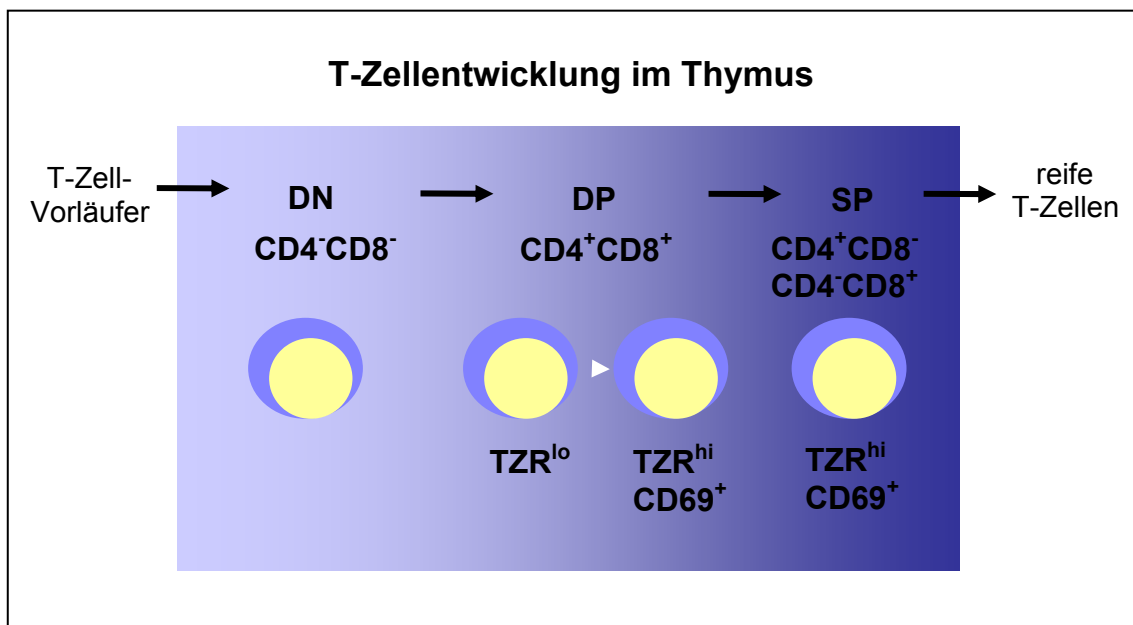 T-Zellentwicklung im Thymus
T-Zell-
Vorläufer
DN
CD4⁻CD8⁻
DP
CD4⁺CD8⁺
SP
CD4⁺CD8⁻
CD4⁻CD8⁺
reife
T-Zellen
TZRˡᵒ
TZRʰⁱ
CD69⁺
TZRʰⁱ
CD69⁺